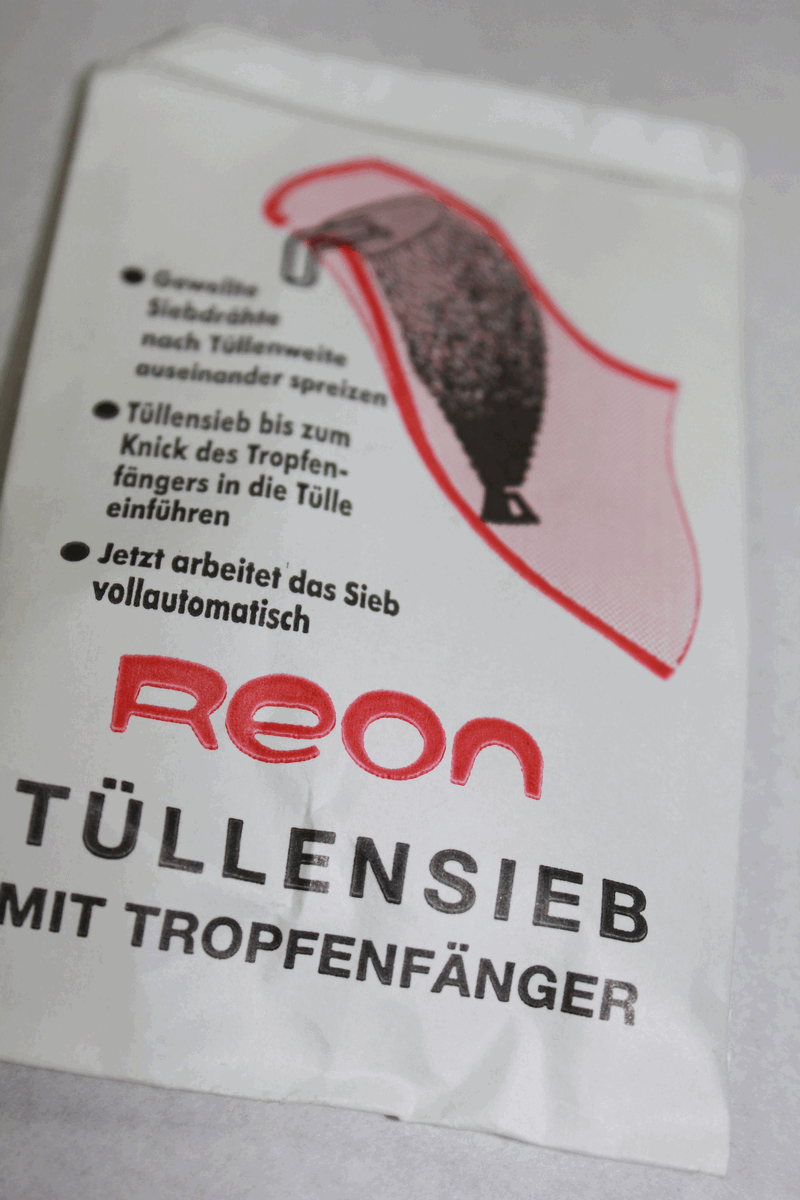 ● Gewellte
Siebdrähte
nach Tüllenweite
auseinander spreizen
● Tüllensieb bis zum
Knick des Tropfen-
fängers in die Tülle
einführen
● Jetzt arbeitet das Sieb
vollautomatisch
Reon
TÜLLENSIEB
MIT TROPFENFÄNGER